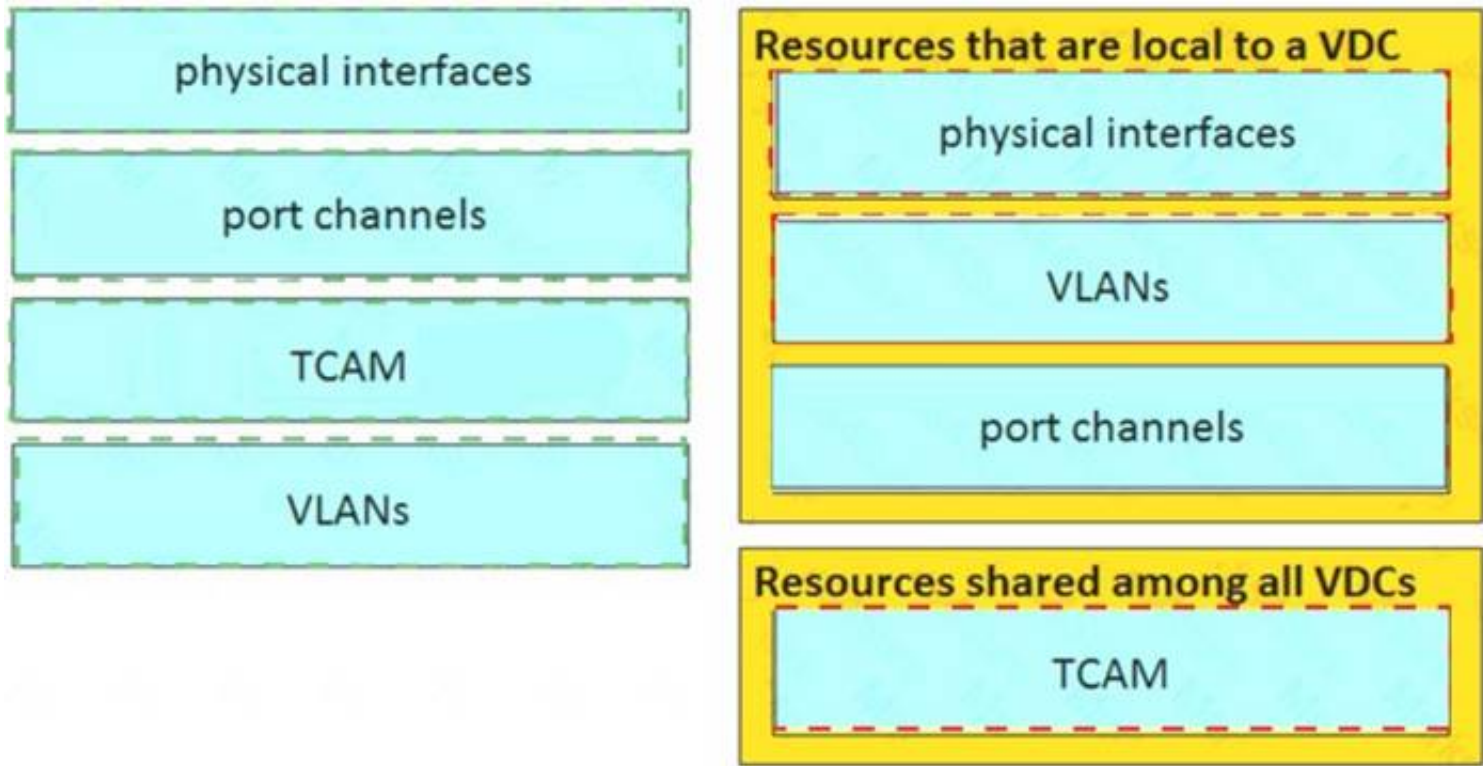 physical interfaces
port channels
TCAM
VLANs
Resources that are local to a VDC
physical interfaces
VLANs
port channels
Resources shared among all VDCs
TCAM